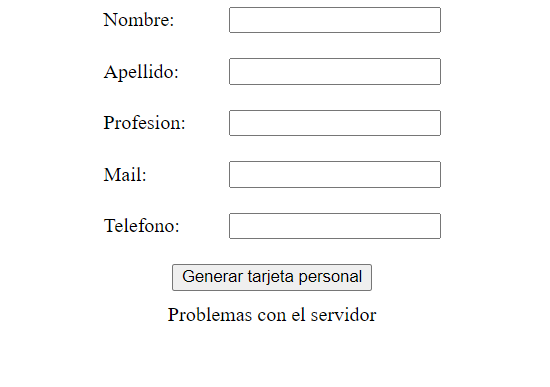 Nombre:
Apellido:
Profesion:
Mail:
Telefono:
Generar tarjeta personal
Problemas con el servidor